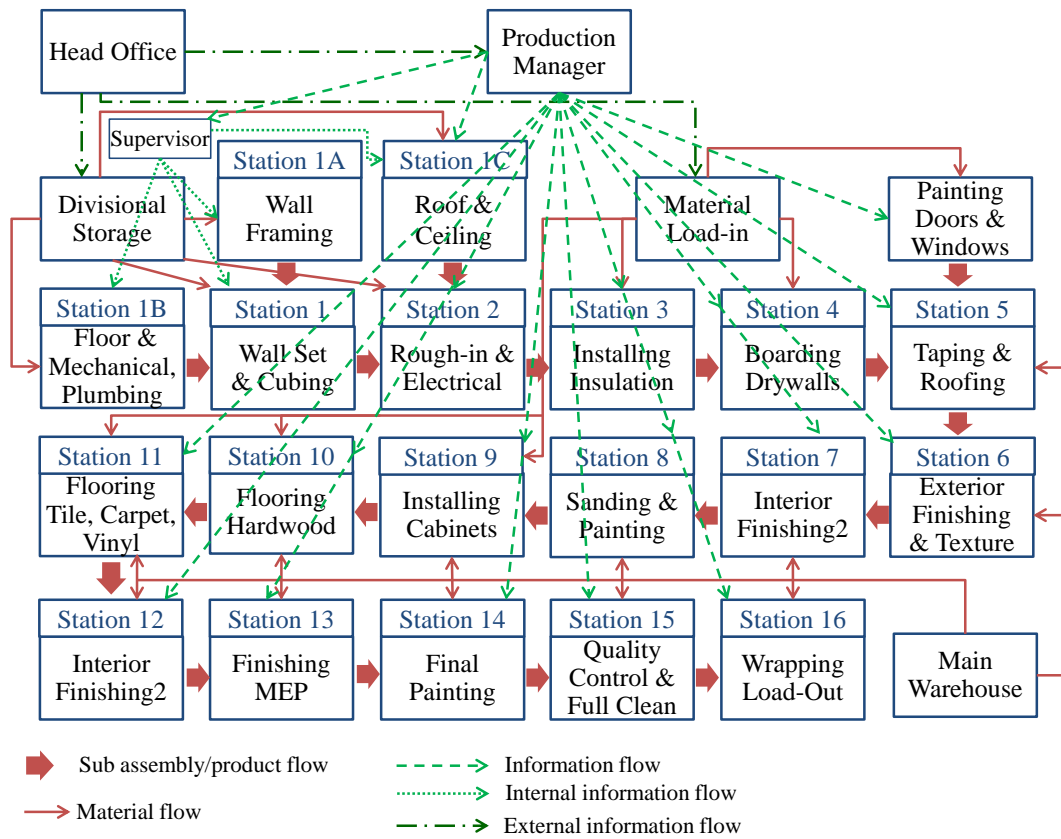 Head Office
Production
Manager
Supervisor
Station 1A
Station 1C
Divisional
Storage
Wall
Framing
Roof &
Ceiling
Material
Load-in
Painting
Doors &
Windows
Station 1B
Station 1
Station 2
Station 3
Station 4
Station 5
Floor &
Mechanical,
Plumbing
Wall Set
& Cubing
Rough-in &
Electrical
Installing
Insulation
Boarding
Drywalls
Taping &
Roofing
Station 11
Station 10
Station 9
Station 8
Station 7
Station 6
Flooring
Tile, Carpet,
Vinyl
Flooring
Hardwood
Installing
Cabinets
Sanding &
Painting
Interior
Finishing2
Exterior
Finishing
& Texture
Station 12
Station 13
Station 14
Station 15
Station 16
Interior
Finishing2
Finishing
MEP
Final
Painting
Quality
Control &
Full Clean
Wrapping
Load-Out
Main
Warehouse
Sub assembly/product flow
Material flow
Information flow
Internal information flow
External information flow